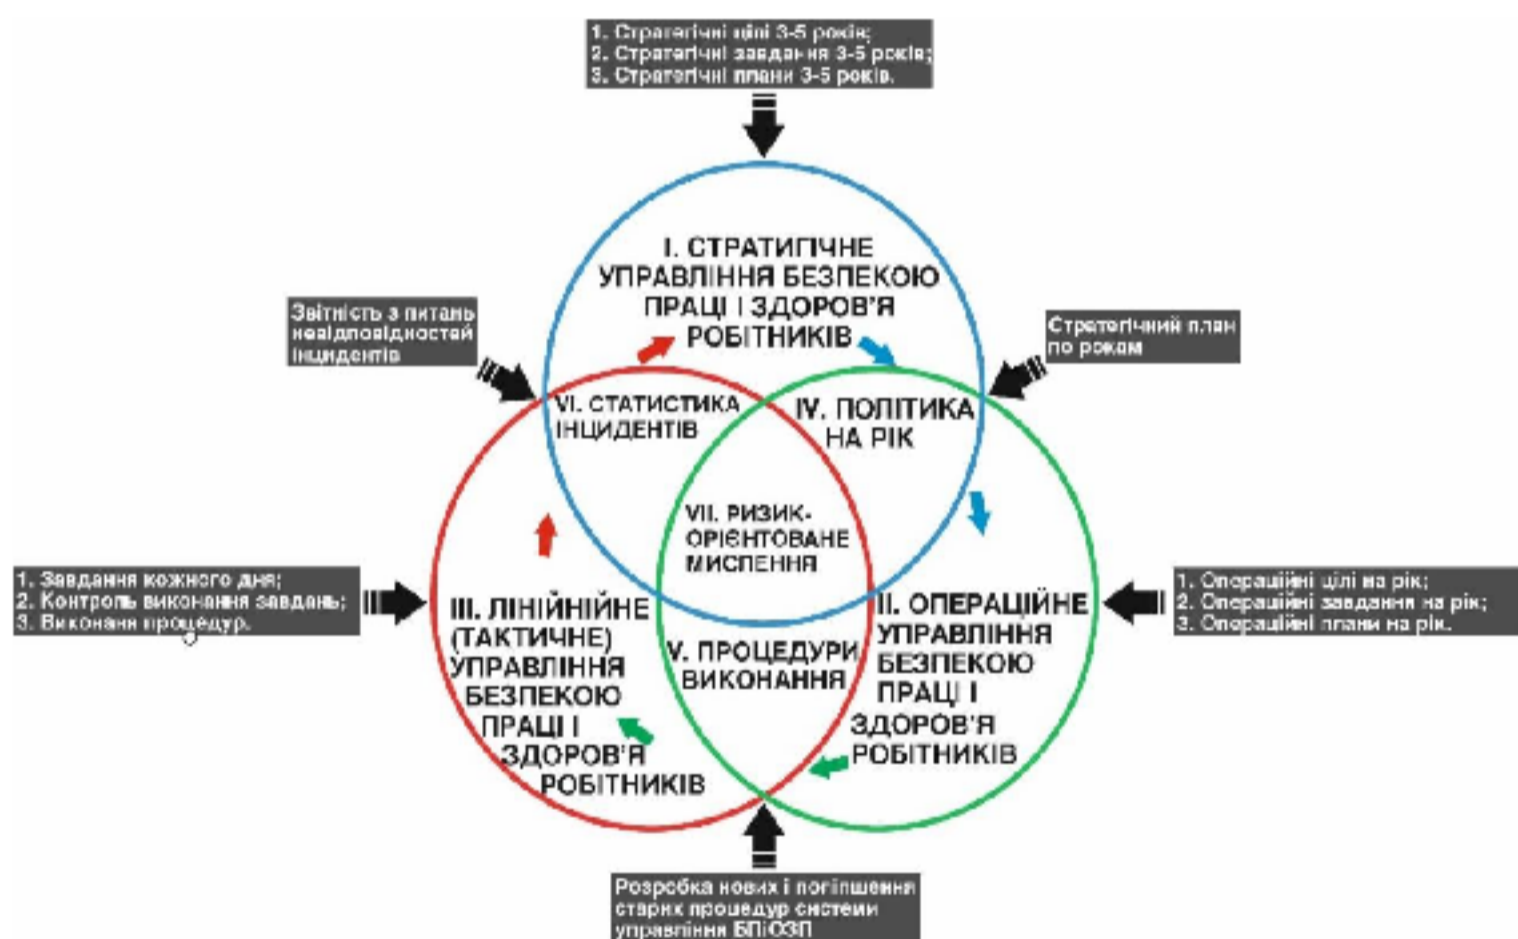 1. Стратегічні цілі 3-5 років;
2. Стратегічні завдання 3-5 років;
3. Стратегічні плани 3-5 років.
І. СТРАТИГІЧНЕ
УПРАВЛІННЯ БЕЗПЕКОЮ
ПРАЦІ І ЗДОРОВ'Я
РОБІТНИКІВ
Звітність з питань
невідповідностей
інцидентів
Стратегічний план
по рокам
VI. СТАТИСТИКА
ІНЦИДЕНТІВ
IV. ПОЛІТИКА
НА РІК
VII. РИЗИК-
ОРІЄНТОВАНЕ
МИСПЕННЯ
1. Завдання кожного дня;
2. Контроль виконання завдань;
3. Виконанн процедур.
III. ЛІНІЙНІЙНЕ
(ТАКТИЧНЕ)
УПРАВЛІННЯ
БЕЗПЕКОЮ
ПРАЦІ І
ЗДОРОВ'Я
РОБІТНИКІВ
V. ПРОЦЕДУРИ
ВИКОНАННЯ
ІІ. ОПЕРАЦІЙНЕ
УПРАВЛІННЯ
БЕЗПЕКОЮ
ПРАЦІ І
ЗДОРОВ'Я
РОБІТНИКІВ
1. Операційні цілі на рік;
2. Операційні завдання на рік;
3. Операційні плани на рік.
Розробка нових і погіпшення
старих процедур системи
управління БПіОЗП